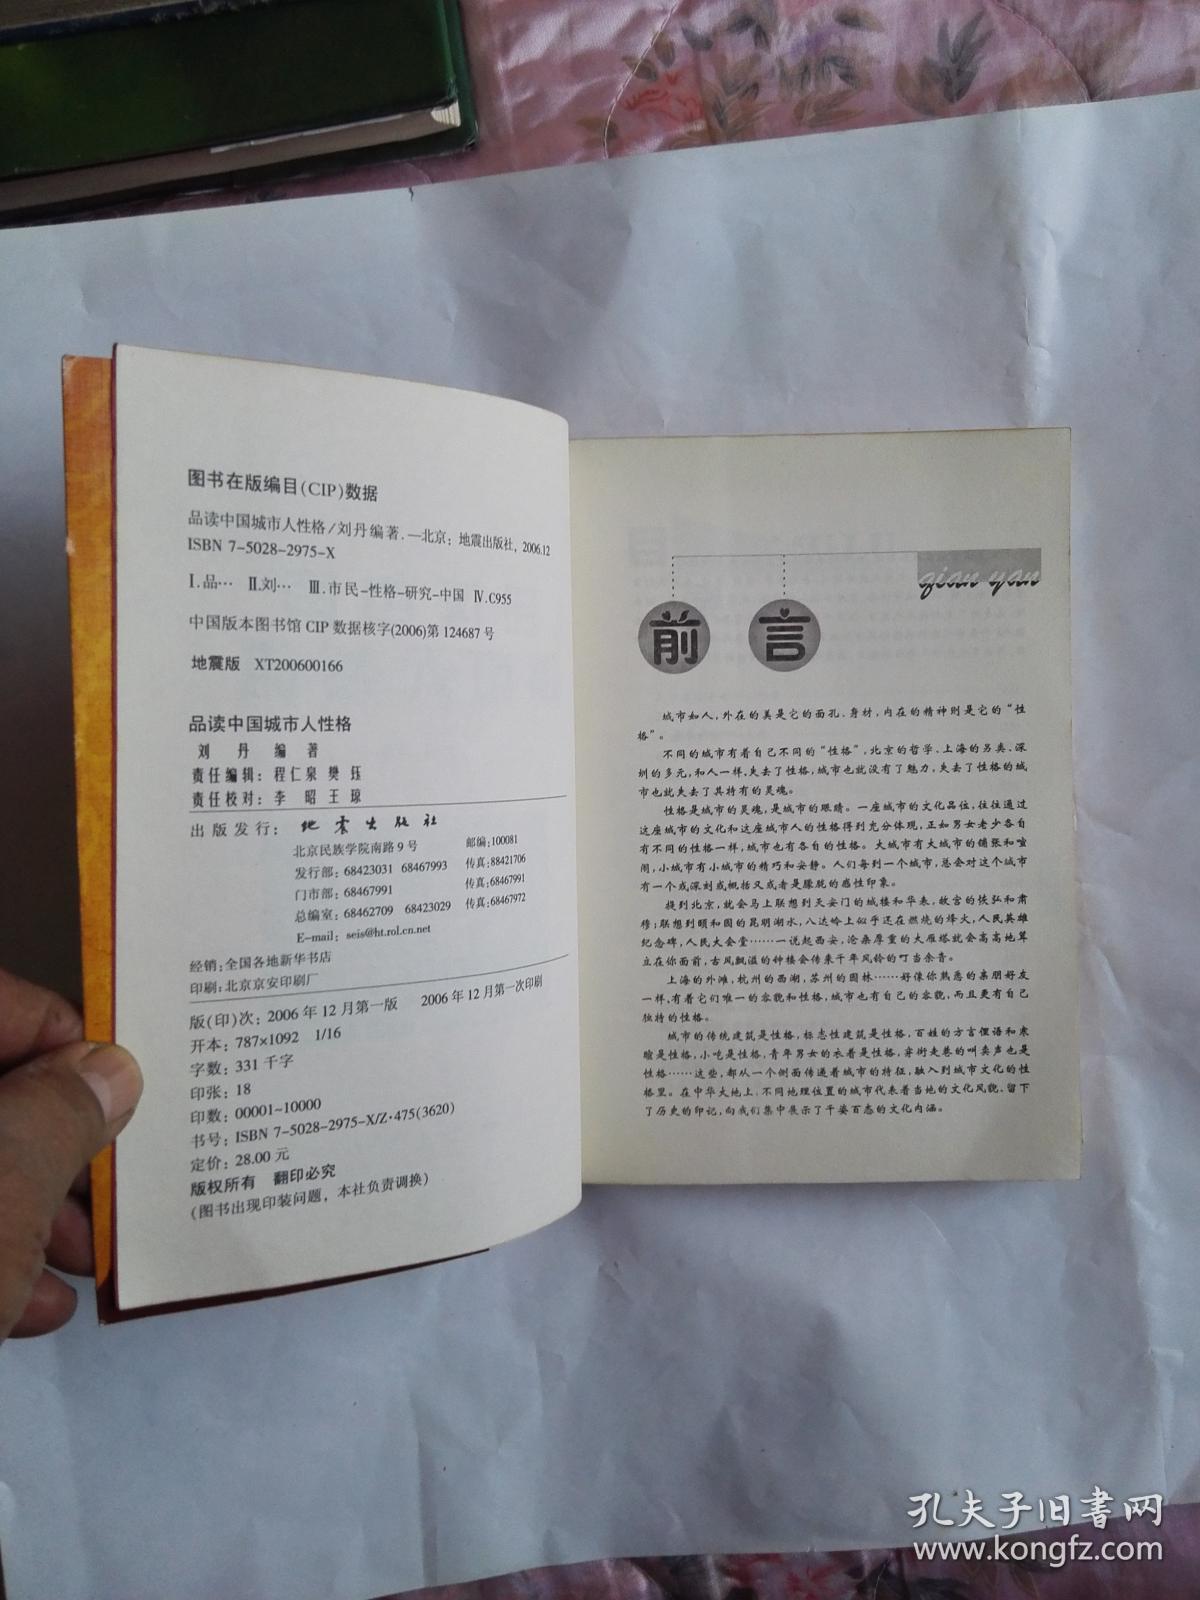 图书在版编目(CIP)数据
品读中国城市人性格/刘丹编著.—北京：地震出版社，2006.12
ISBN 7-5028-2975-X
Ⅰ.品… Ⅱ.刘… Ⅲ.市民-性格-研究-中国 Ⅳ.C955
中国版本图书馆 CIP 数据核字(2006)第 124687 号
地震版 XT200600166
品读中国城市人性格
刘 丹 编 著
责任编辑：程仁泉 樊 珏
责任校对：李 昭 王 琼
出版发行：地 震 出 版 社
北京民族学院南路 9 号 邮编：100081
发行部：68423031 68467993 传真：88421706
门市部：68467991 传真：68467991
总编室：68462709 68423029 传真：68467972
E-mail：seis@ht.rol.cn.net
经销：全国各地新华书店
印刷：北京京安印刷厂
版(印)次：2006 年 12 月第一版 2006 年 12 月第一次印刷
开本：787×1092 1/16
字数：331 千字
印张：18
印数：00001~10000
书号：ISBN 7-5028-2975-X/Z·475(3620)
定价：28.00 元
版权所有 翻印必究
(图书出现印装问题，本社负责调换)
qian yan
前 言
城市如人，外在的美是它的面孔、身材，内在的精神则是它的“性
格”。
不同的城市有着自己不同的“性格”，北京的哲学、上海的另类、深
圳的多元，和人一样，失去了性格，城市也就没有了魅力，失去了性格的城
市也就失去了其特有的灵魂。
性格是城市的灵魂，是城市的眼睛。一座城市的文化品位，往往通过
这座城市的文化和这座城市人的性格得到充分体现，正如男女老少各自
有不同的性格一样，城市也有各自的性格。大城市有大城市的铺张和喧
闹，小城市有小城市的精巧和安静。人们每到一个城市，总会对这个城市
有一个或深刻或概括又或者是朦胧的感性印象。
提到北京，就会马上联想到天安门的城楼和华表，故宫的恢弘和肃
穆；联想到颐和园的昆明湖水，八达岭上似乎还在燃烧的烽火，人民英雄
纪念碑，人民大会堂……一说起西安，沧桑厚重的大雁塔就会高高地耸
立在你面前，古风飘溢的钟楼会传来千年风铃的叮当余音。
上海的外滩，杭州的西湖，苏州的园林……好像你熟悉的亲朋好友
一样，有着它们唯一的容貌和性格，城市也有自己的容貌，而且更有自己
独特的性格。
城市的传统建筑是性格，标志性建筑是性格，百姓的方言俚语和寒
暄是性格，小吃是性格，青年男女的衣着是性格，穿街走巷的叫卖声也是
性格……这些，都从一个侧面传递着城市的特征，融入到城市文化的性
格里。在中华大地上，不同地理位置的城市代表着当地的文化风貌、留下
了历史的印记，向我们集中展示了千姿百态的文化内涵。
孔夫子旧书网
www.kongfz.com